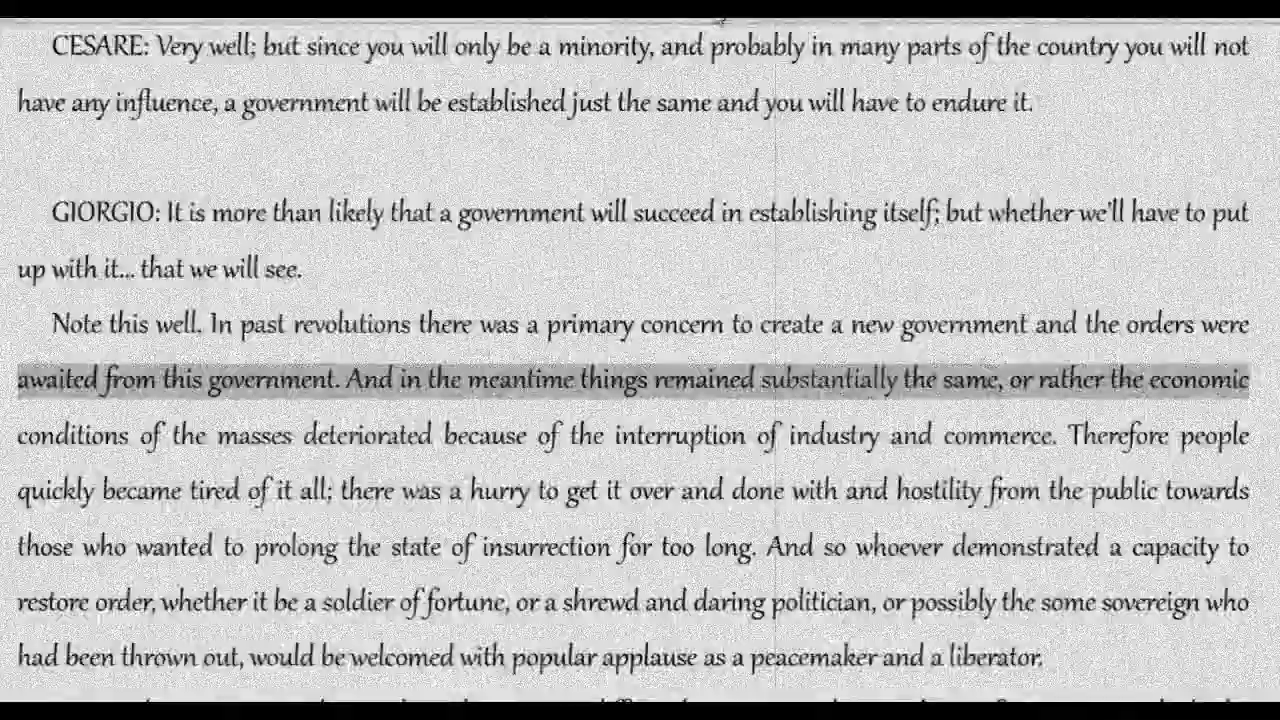 CESARE: Very well; but since you will only be a minority, and probably in many parts of the country you will not
have any influence, a government will be established just the same and you will have to endure it.
GIORGIO: It is more than likely that a government will succeed in establishing itself; but whether we'll have to put
up with it... that we will see.
Note this well. In past revolutions there was a primary concern to create a new government and the orders were
awaited from this government. And in the meantime things remained substantially the same, or rather the economic
conditions of the masses deteriorated because of the interruption of industry and commerce. Therefore people
quickly became tired of it all; there was a hurry to get it over and done with and hostility from the public towards
those who wanted to prolong the state of insurrection for too long. And so whoever demonstrated a capacity to
restore order, whether it be a soldier of fortune, or a shrewd and daring politician, or possibly the some sovereign who
had been thrown out, would be welcomed with popular applause as a peacemaker and a liberator.